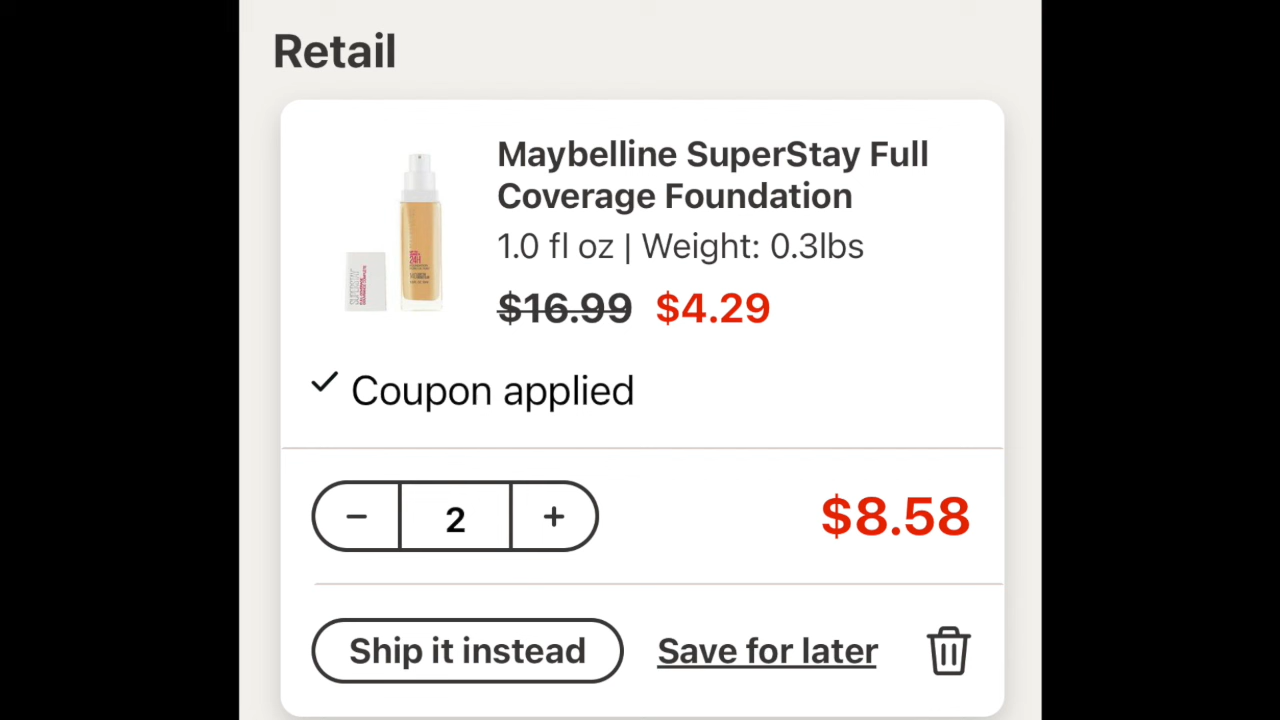 Retail
Maybelline SuperStay Full
Coverage Foundation
1.0 fl oz | Weight: 0.3lbs
$16.99 $4.29
Coupon applied
2
$8.58
Ship it instead
Save for later